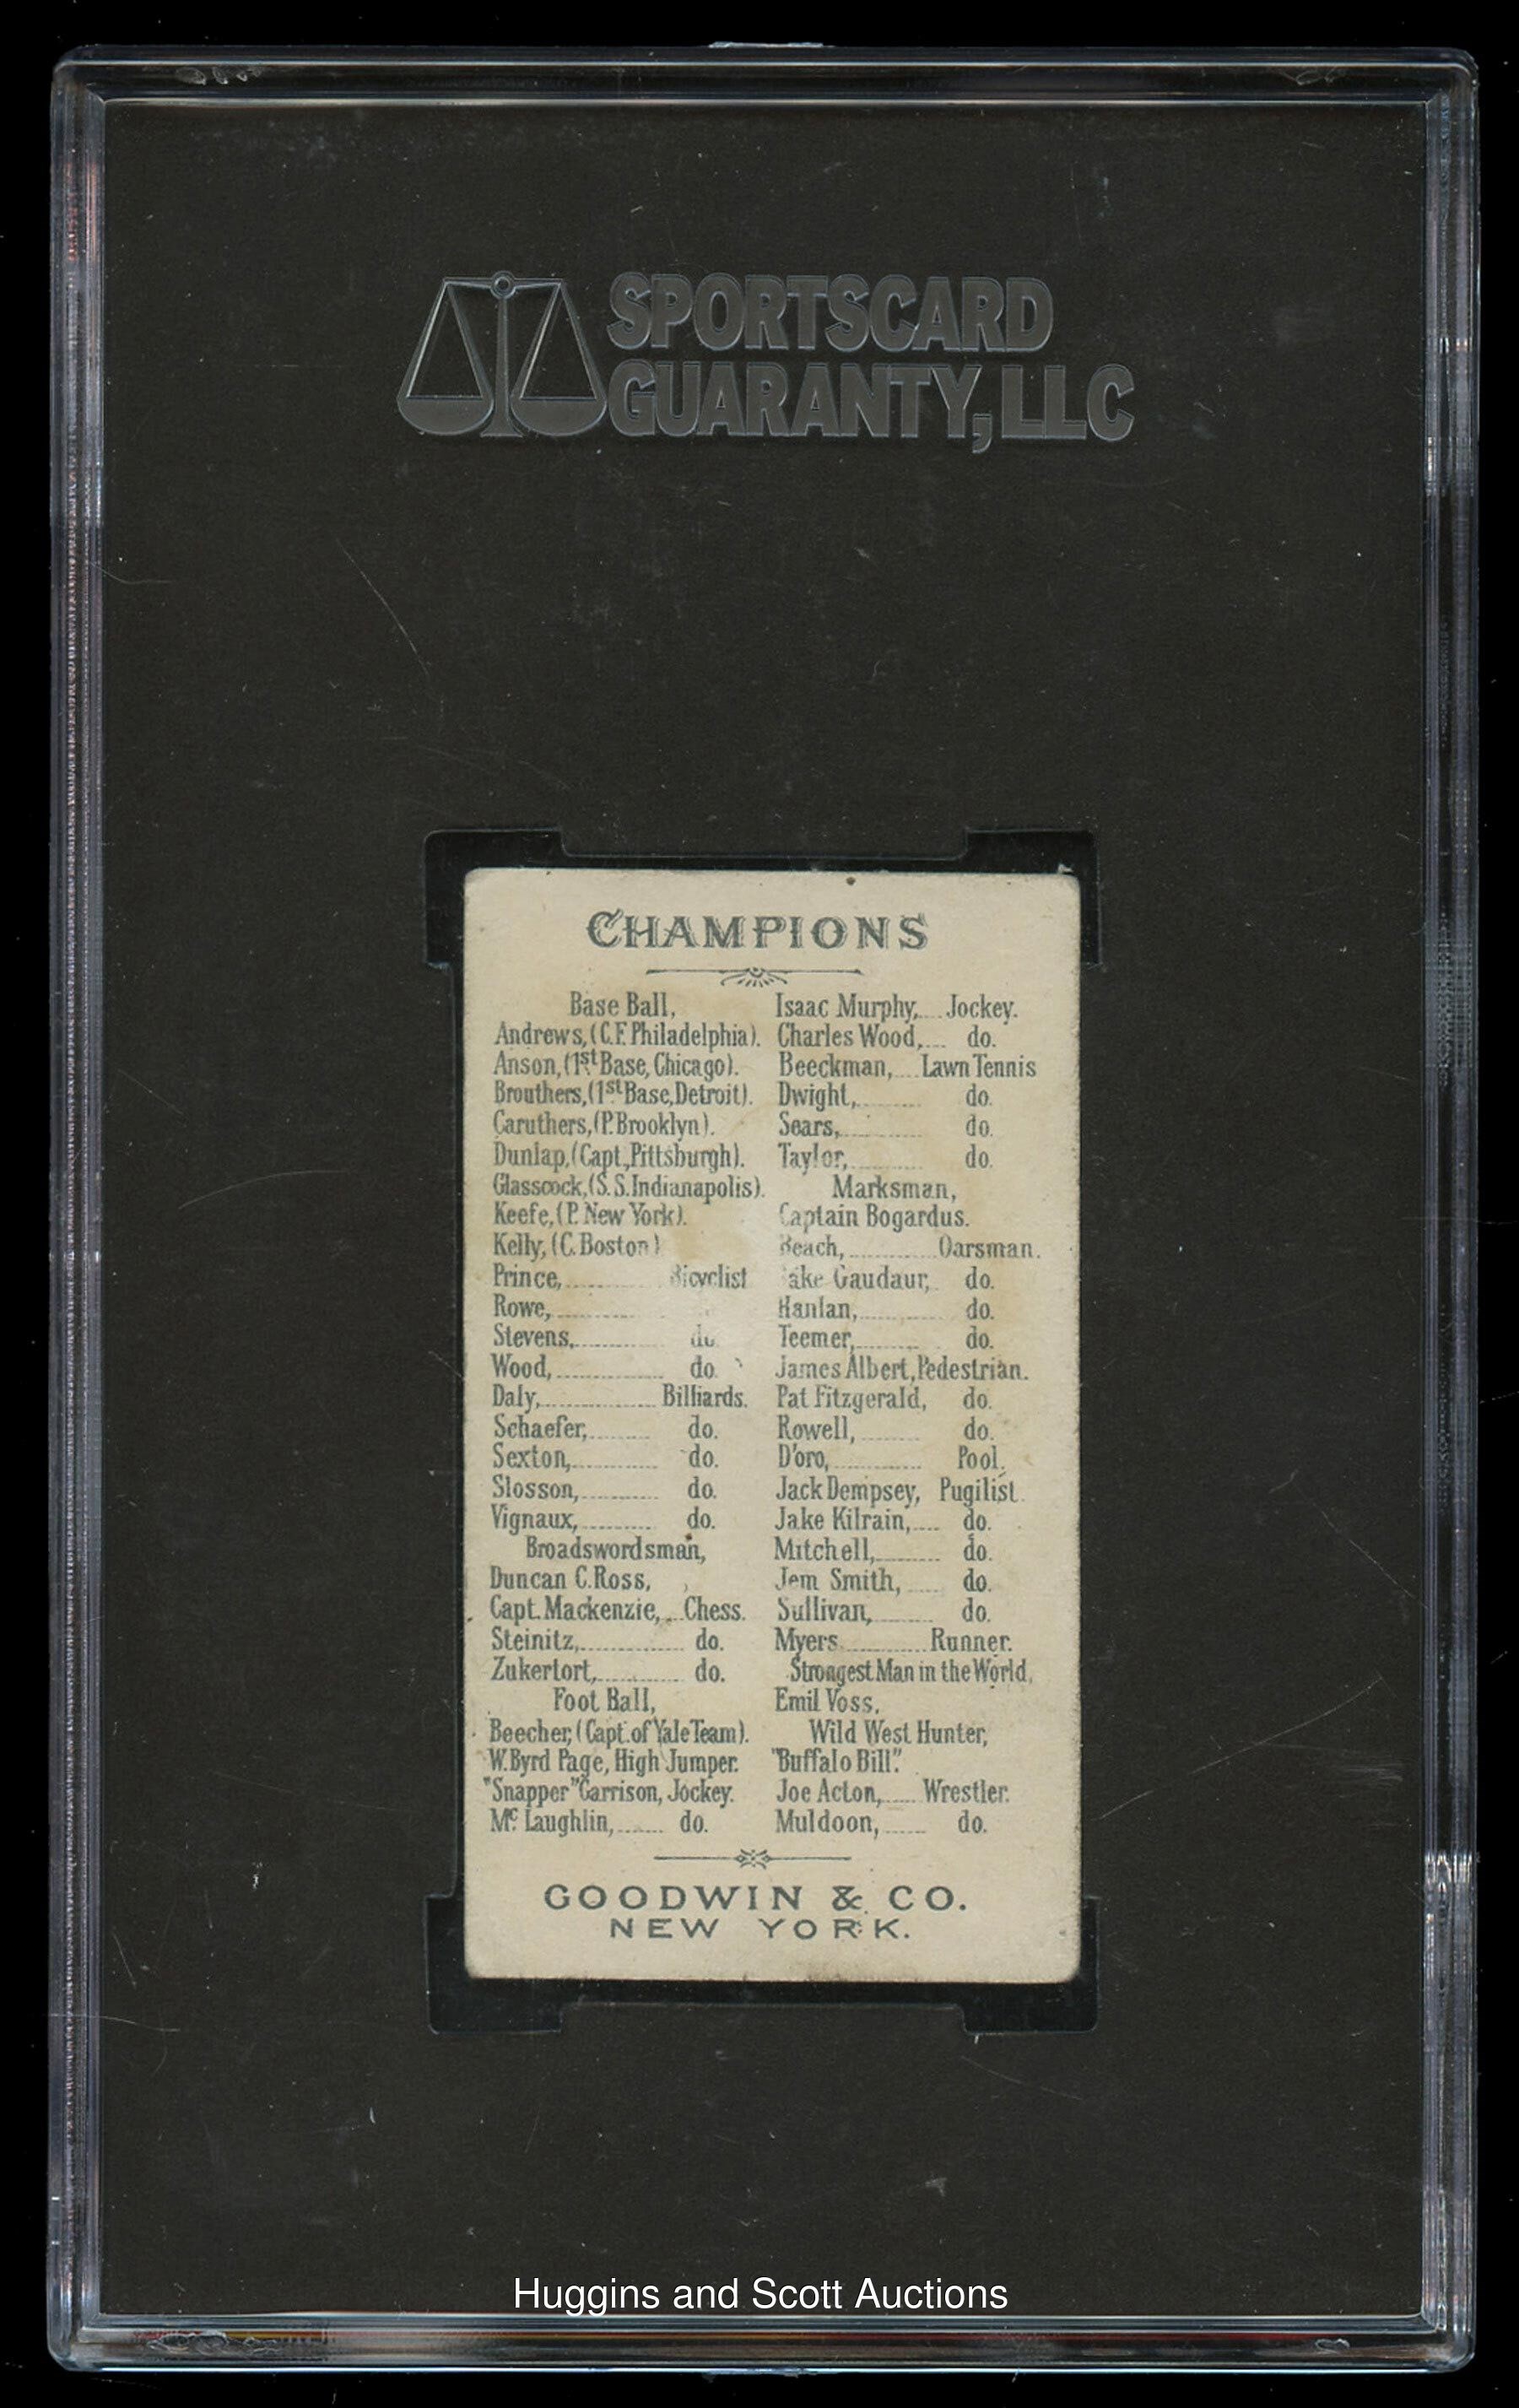 SPORTSCARD
GUARANTY, LLC
CHAMPIONS
Base Ball,
Andrews, (C.F. Philadelphia).
Anson, (1st Base, Chicago).
Brouthers, (1st Base, Detroit).
Caruthers, (P. Brooklyn).
Dunlap, (Capt., Pittsburgh).
Glasscock, (S.S. Indianapolis).
Keefe, (P. New York).
Kelly, (C. Boston)
Prince, Bicyclist
Rowe,
Stevens, do.
Wood, do.
Daly, Billiards.
Schaefer, do.
Sexton, do.
Slosson, do.
Vignaux, do.
Broadswordsman,
Duncan C. Ross,
Capt. Mackenzie, Chess.
Steinitz, do.
Zukertort, do.
Foot Ball,
Beecher, (Capt. of Yale Team).
W. Byrd Page, High Jumper.
"Snapper" Garrison, Jockey.
Mc. Laughlin, do.
Isaac Murphy, Jockey.
Charles Wood, do.
Beeckman, Lawn Tennis
Dwight, do.
Sears, do.
Taylor, do.
Marksman,
Captain Bogardus.
Beach, Oarsman.
Jake Gaudaur, do.
Hanlan, do.
Teemer, do.
James Albert, Pedestrian.
Pat Fitzgerald, do.
Rowell, do.
D'oro, Pool.
Jack Dempsey, Pugilist.
Jake Kilrain, do.
Mitchell, do.
Jem Smith, do.
Sullivan, do.
Myers Runner.
Strongest Man in the World,
Emil Voss.
Wild West Hunter,
"Buffalo Bill".
Joe Acton, Wrestler.
Muldoon, do.
GOODWIN & CO.
NEW YORK.
Huggins and Scott Auctions